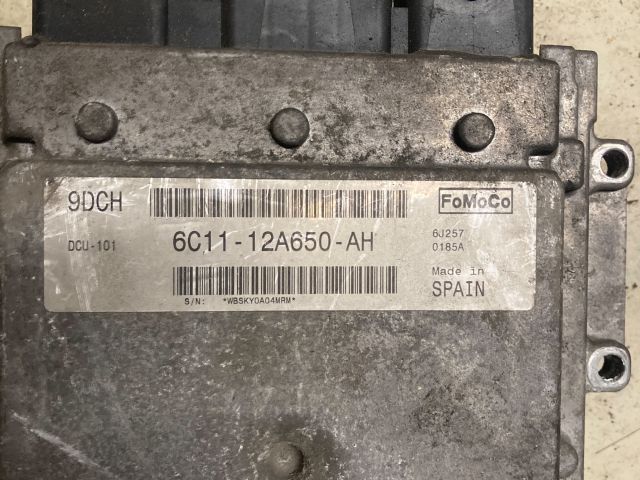 9DCH
FoMoCo
DCU-101
6C11-12A650-AH
6J257
0185A
Made in
SPAIN
S/N: *WBSKY0A04MRM*